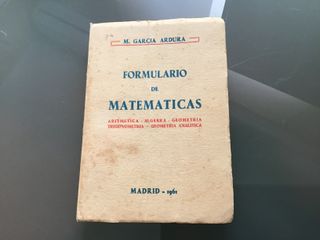 M. GARCIA ARDURA
FORMULARIO
DE
MATEMATICAS
ARITMETICA - ALGEBRA - GEOMETRIA
TRIGONOMETRIA - GEOMETRIA ANALITICA
MADRID - 1961